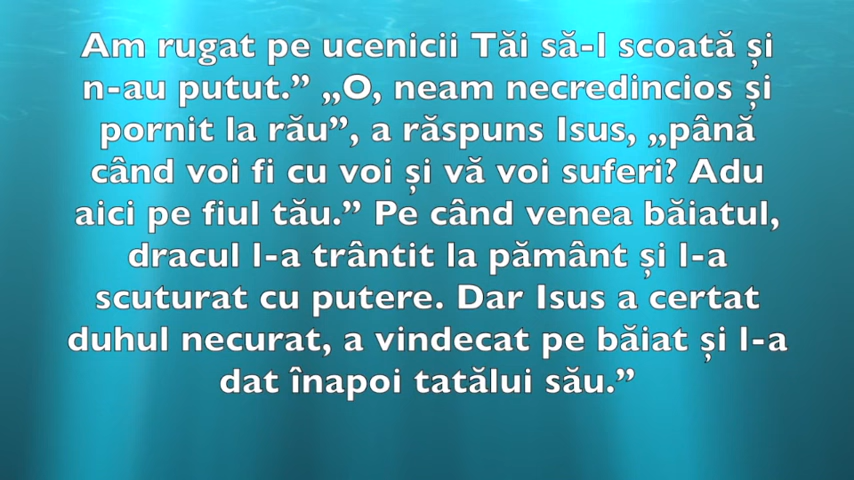 Am rugat pe ucenicii Tăi să-l scoată și
n-au putut.” „O, neam necredincios și
pornit la rău”, a răspuns Isus, „până
când voi fi cu voi și vă voi suferi? Adu
aici pe fiul tău.” Pe când venea băiatul,
dracul l-a trântit la pământ și l-a
scuturat cu putere. Dar Isus a certat
duhul necurat, a vindecat pe băiat și l-a
dat înapoi tatălui său.”